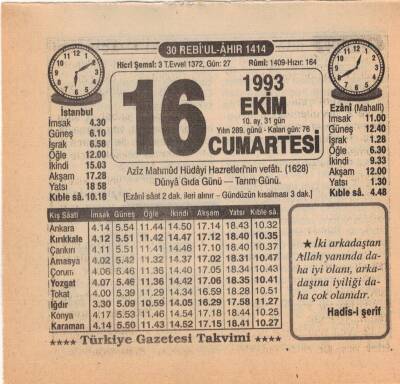 30 REBİ'UL-ÂHIR 1414
Hicrî Şemsî: 3 T.Evvel 1372, Gün: 27
Rûmî: 1409-Hızır: 164
İstanbul
İmsak 4.30
Güneş 6.10
İşrak 6.58
Öğle 12.00
İkindi 15.03
Akşam 17.28
Yatsı 18 58
Kıble sâ. 10.16
16
1993
EKİM
10. ay, 31 gün
Yılın 289. günü - Kalan gün: 76
CUMARTESİ
Azîz Mahmûd Hüdâyî Hazretleri'nin vefâtı. (1628)
Dünyâ Gıda Günü — Tarım Günü.
[Ezânî sâat 2 dak. ileri alınır – Gündüzün kısalması 3 dak.]
Ezânî (Mahallî)
İmsak 11.00
Güneş 12.40
İşrak 1.28
Öğle 6.30
İkindi 9.33
Akşam 12.00
Yatsı 1.30
Kıble sâ. 4.48
Kış Sâati İmsak Güneş Öğle İkindi Akşam Yatsı Kıble sâ.
Ankara 4.14 5.54 11.44 14.50 17.14 18.43 10.32
Kırıkkale 4.12 5.51 11.42 14.47 17.12 18.40 10.35
Çankırı 4.11 5.51 11.41 14.46 17.10 18.40 10.37
Amasya 4.02 5.42 11.32 14.37 17.02 18.31 10.47
Çorum 4.06 5.46 11.36 14.40 17.05 18.34 10.43
Yozgat 4.07 5.46 11.36 14.42 17.06 18.35 10.41
Tokat 4.00 5.39 11.29 14.34 16.59 18.28 10.51
Iğdır 3.30 5.09 10.59 14.05 16.29 17.58 11.27
Konya 4.17 5.53 11.46 14.54 17.18 18.45 10.24
Karaman 4.14 5.50 11.43 14.52 17.15 18.41 10.27
★ İki arkadaştan
Allah yanında da-
ha iyi olanı, arka-
daşına iyiliği da-
ha çok olanıdır.
Hadîs-i şerîf
★★★★ Türkiye Gazetesi Takvimi ★★★★